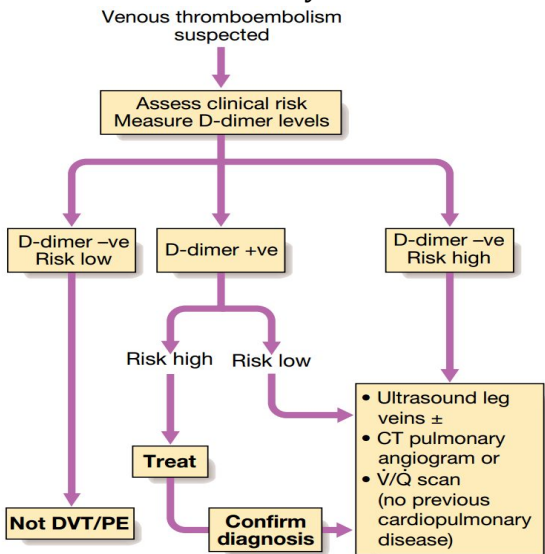 Venous thromboembolism
suspected
Assess clinical risk
Measure D-dimer levels
D-dimer –ve
Risk low
D-dimer +ve
D-dimer –ve
Risk high
Risk high
Risk low
Treat
Not DVT/PE
Confirm
diagnosis
• Ultrasound leg
veins ±
• CT pulmonary
angiogram or
• V̇/Q̇ scan
(no previous
cardiopulmonary
disease)